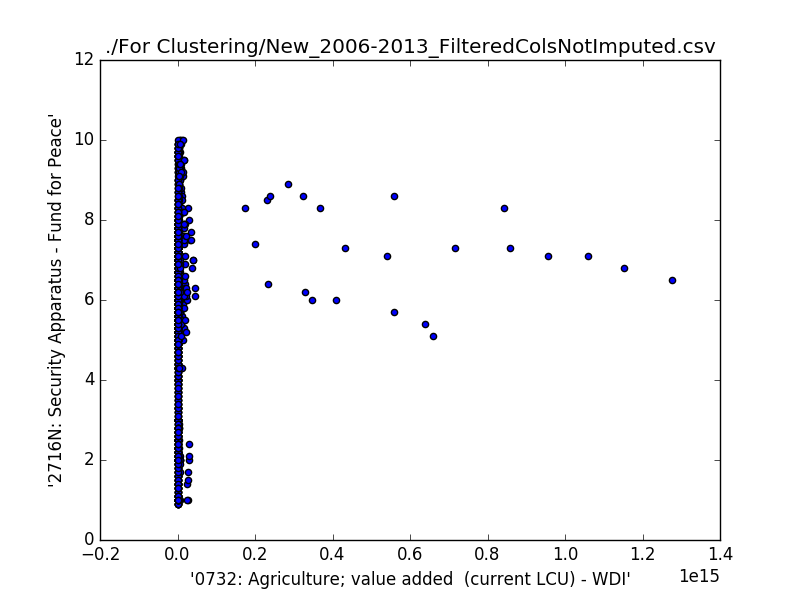 ./For Clustering/New_2006-2013_FilteredColsNotImputed.csv
12
10
8
6
4
2
0
'2716N: Security Apparatus - Fund for Peace'
−0.2 0.0 0.2 0.4 0.6 0.8 1.0 1.2 1.4
1e15
'0732: Agriculture; value added  (current LCU) - WDI'